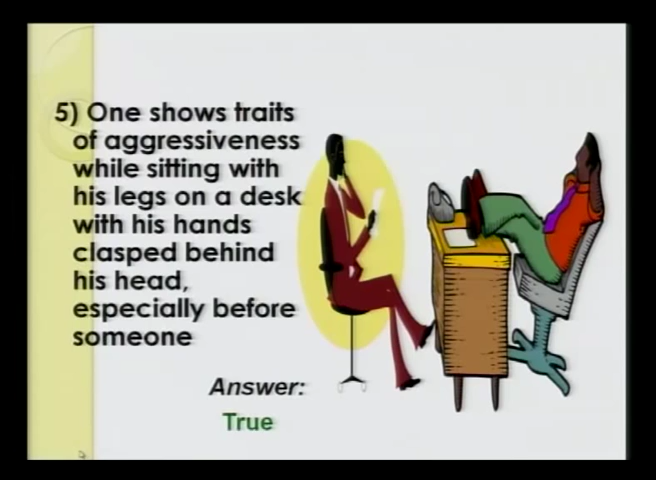 5) One shows traits
of aggressiveness
while sitting with
his legs on a desk
with his hands
clasped behind
his head,
especially before
someone
Answer:
True